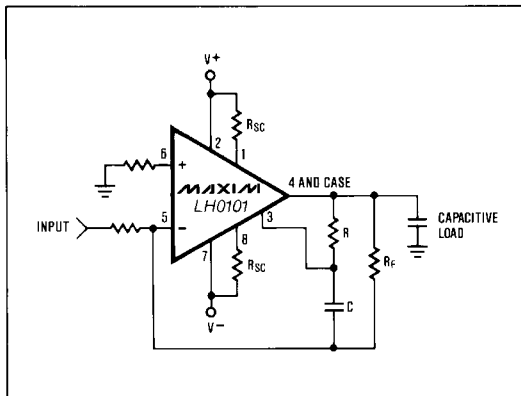 V+
RSC
2
1
6
+
MAXIM
LH0101
4 AND CASE
3
INPUT
5
−
8
7
RSC
R
RF
CAPACITIVE
LOAD
C
V−